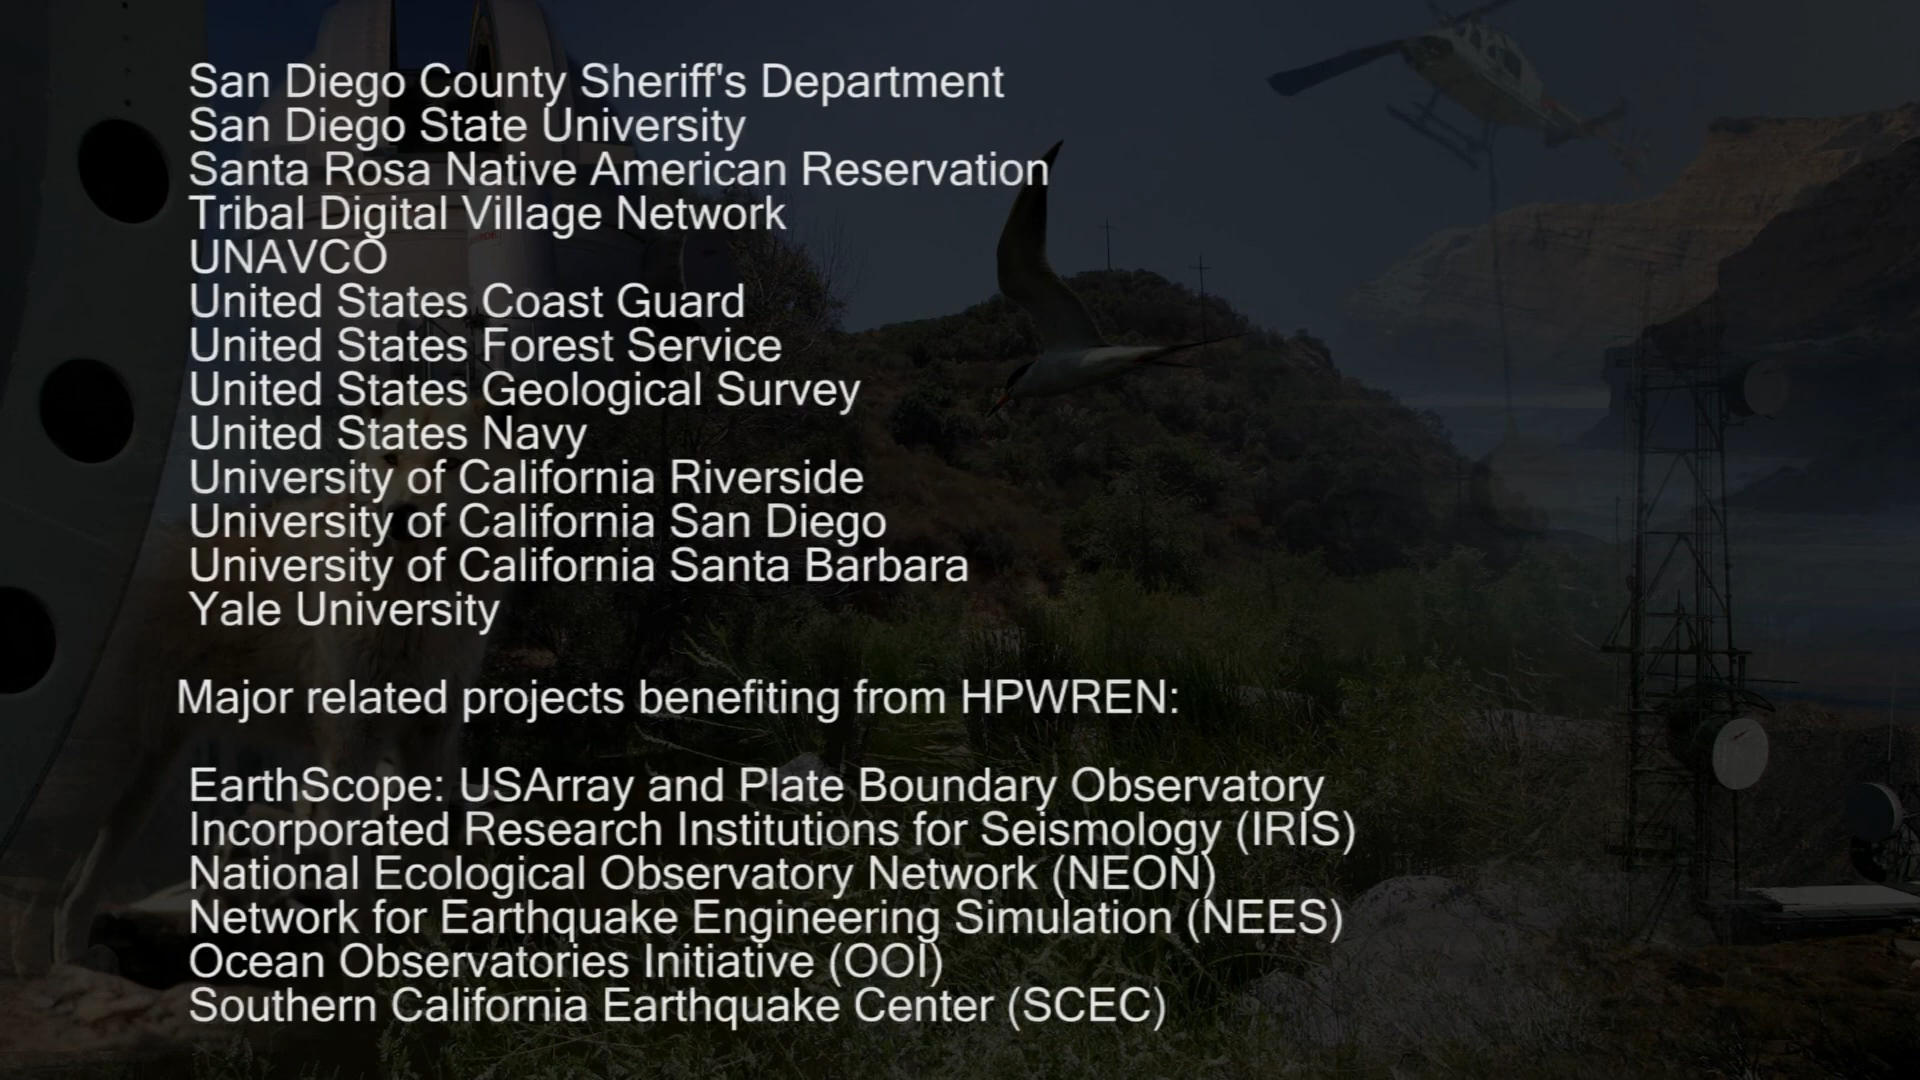 San Diego County Sheriff's Department
San Diego State University
Santa Rosa Native American Reservation
Tribal Digital Village Network
UNAVCO
United States Coast Guard
United States Forest Service
United States Geological Survey
United States Navy
University of California Riverside
University of California San Diego
University of California Santa Barbara
Yale University
Major related projects benefiting from HPWREN:
EarthScope: USArray and Plate Boundary Observatory
Incorporated Research Institutions for Seismology (IRIS)
National Ecological Observatory Network (NEON)
Network for Earthquake Engineering Simulation (NEES)
Ocean Observatories Initiative (OOI)
Southern California Earthquake Center (SCEC)